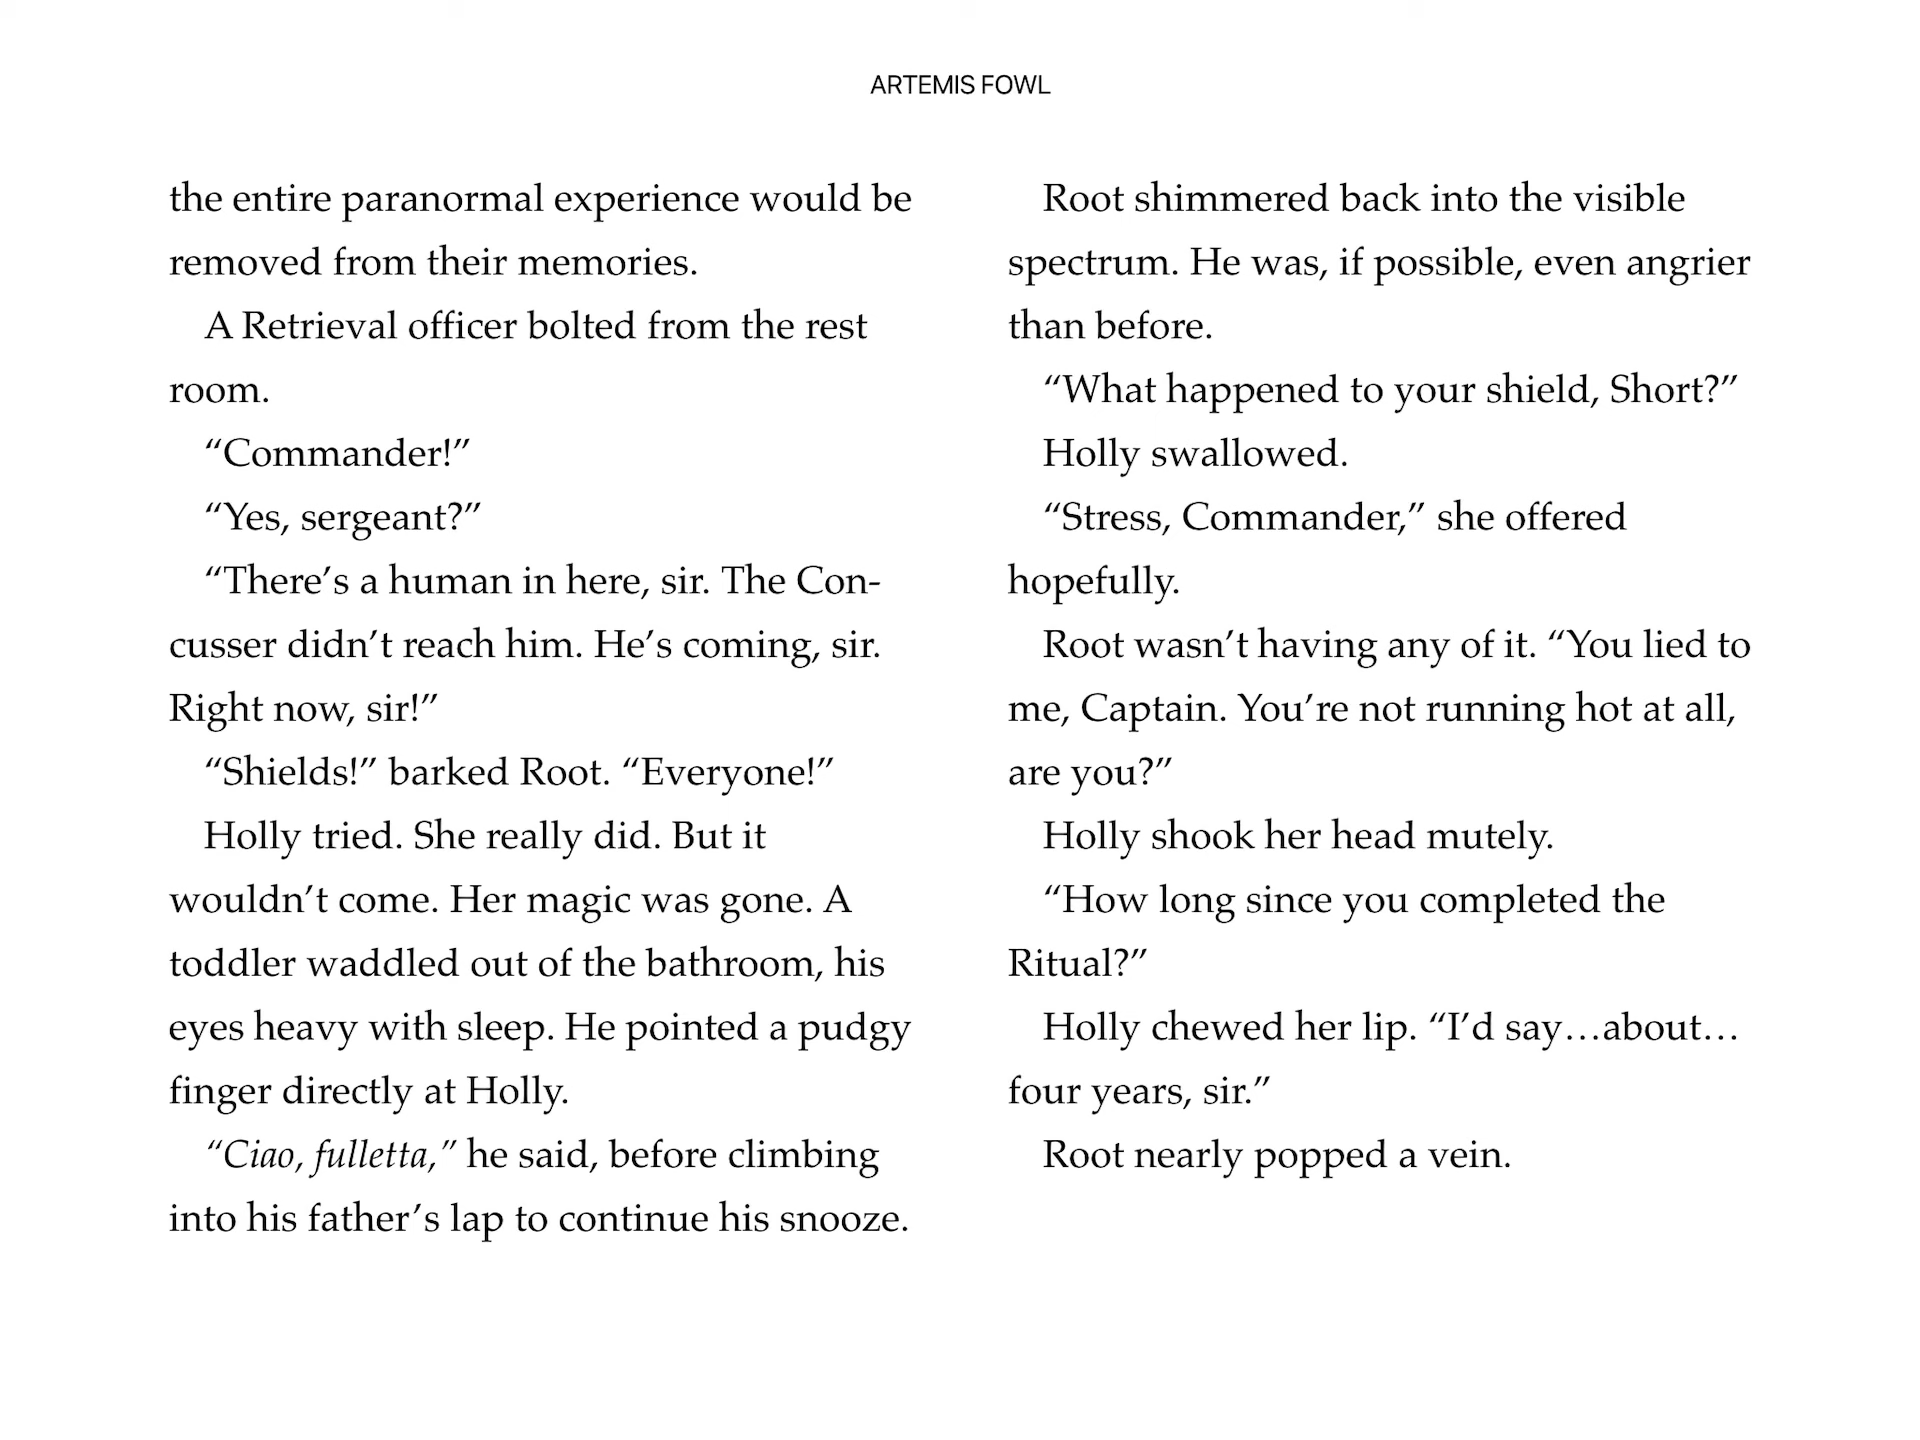 ARTEMIS FOWL
the entire paranormal experience would be
removed from their memories.
A Retrieval officer bolted from the rest
room.
“Commander!”
“Yes, sergeant?”
“There’s a human in here, sir. The Con-
cusser didn’t reach him. He’s coming, sir.
Right now, sir!”
“Shields!” barked Root. “Everyone!”
Holly tried. She really did. But it
wouldn’t come. Her magic was gone. A
toddler waddled out of the bathroom, his
eyes heavy with sleep. He pointed a pudgy
finger directly at Holly.
“Ciao, fulletta,” he said, before climbing
into his father’s lap to continue his snooze.
Root shimmered back into the visible
spectrum. He was, if possible, even angrier
than before.
“What happened to your shield, Short?”
Holly swallowed.
“Stress, Commander,” she offered
hopefully.
Root wasn’t having any of it. “You lied to
me, Captain. You’re not running hot at all,
are you?”
Holly shook her head mutely.
“How long since you completed the
Ritual?”
Holly chewed her lip. “I’d say…about…
four years, sir.”
Root nearly popped a vein.